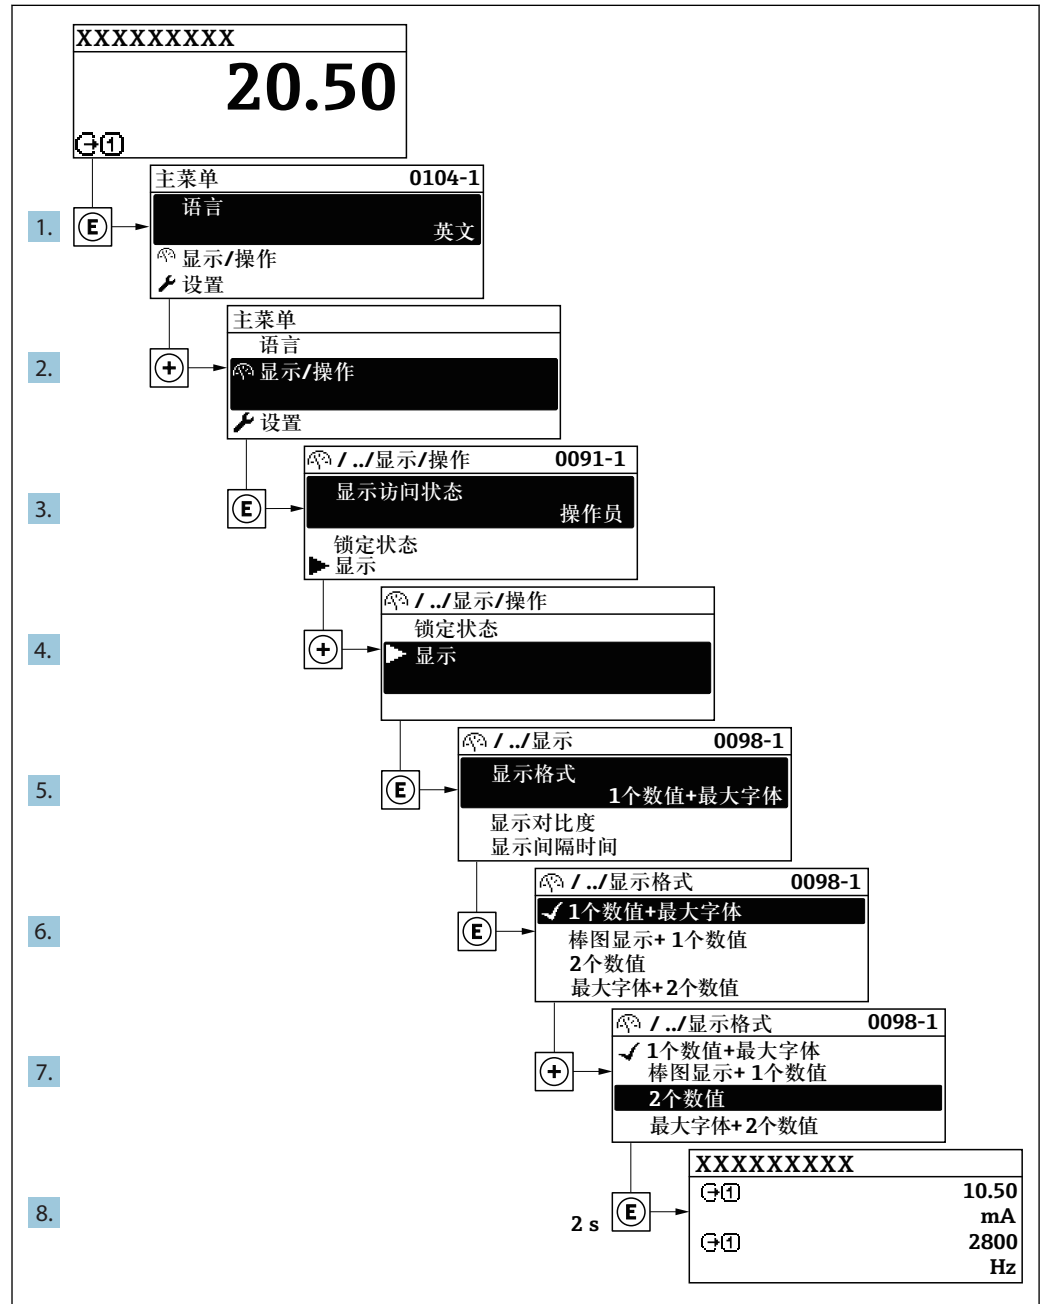 XXXXXXXXX
20.50
1
主菜单 0104-1
语言
英文
1. E
显示/操作
设置
主菜单
语言
2. + 显示/操作
设置
/ ../显示/操作 0091-1
显示访问状态
3. E 操作员
锁定状态
显示
/ ../显示/操作
锁定状态
4. + 显示
/ ../显示 0098-1
显示格式
5. E 1个数值+最大字体
显示对比度
显示间隔时间
/ ../显示格式 0098-1
1个数值+最大字体
6. E 棒图显示+ 1个数值
2个数值
最大字体+2个数值
/ ../显示格式 0098-1
1个数值+最大字体
7. + 棒图显示+ 1个数值
2个数值
最大字体+2个数值
XXXXXXXXX
1 10.50
8. 2 s E mA
1 2800
Hz